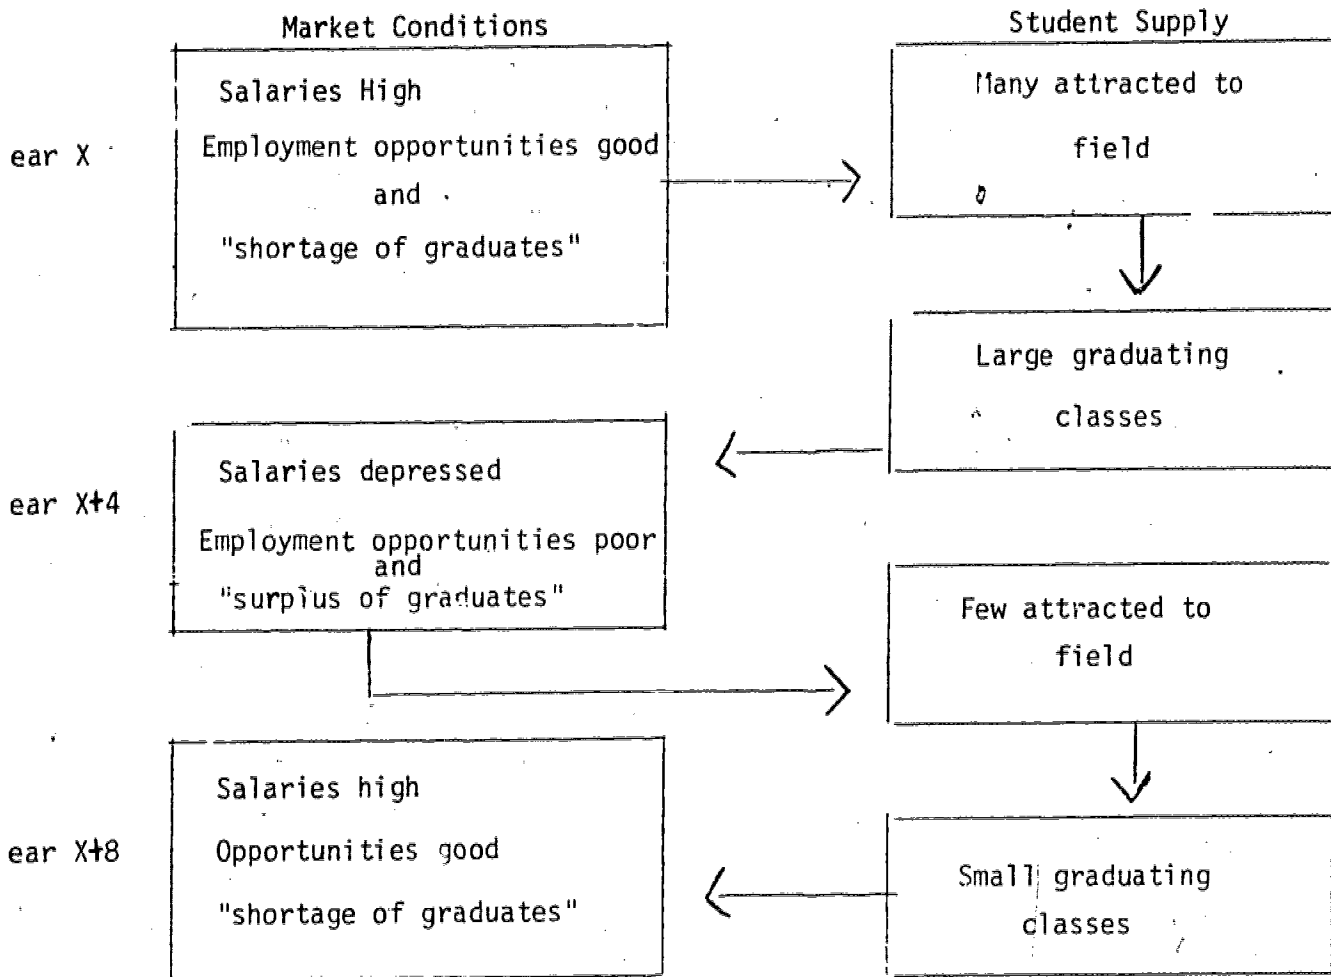 Market Conditions
Student Supply
ear X
Salaries High
Employment opportunities good
and
"shortage of graduates"
Many attracted to
field
Large graduating
classes
ear X+4
Salaries depressed
Employment opportunities poor
and
"surplus of graduates"
Few attracted to
field
ear X+8
Salaries high
Opportunities good
"shortage of graduates"
Small graduating
classes